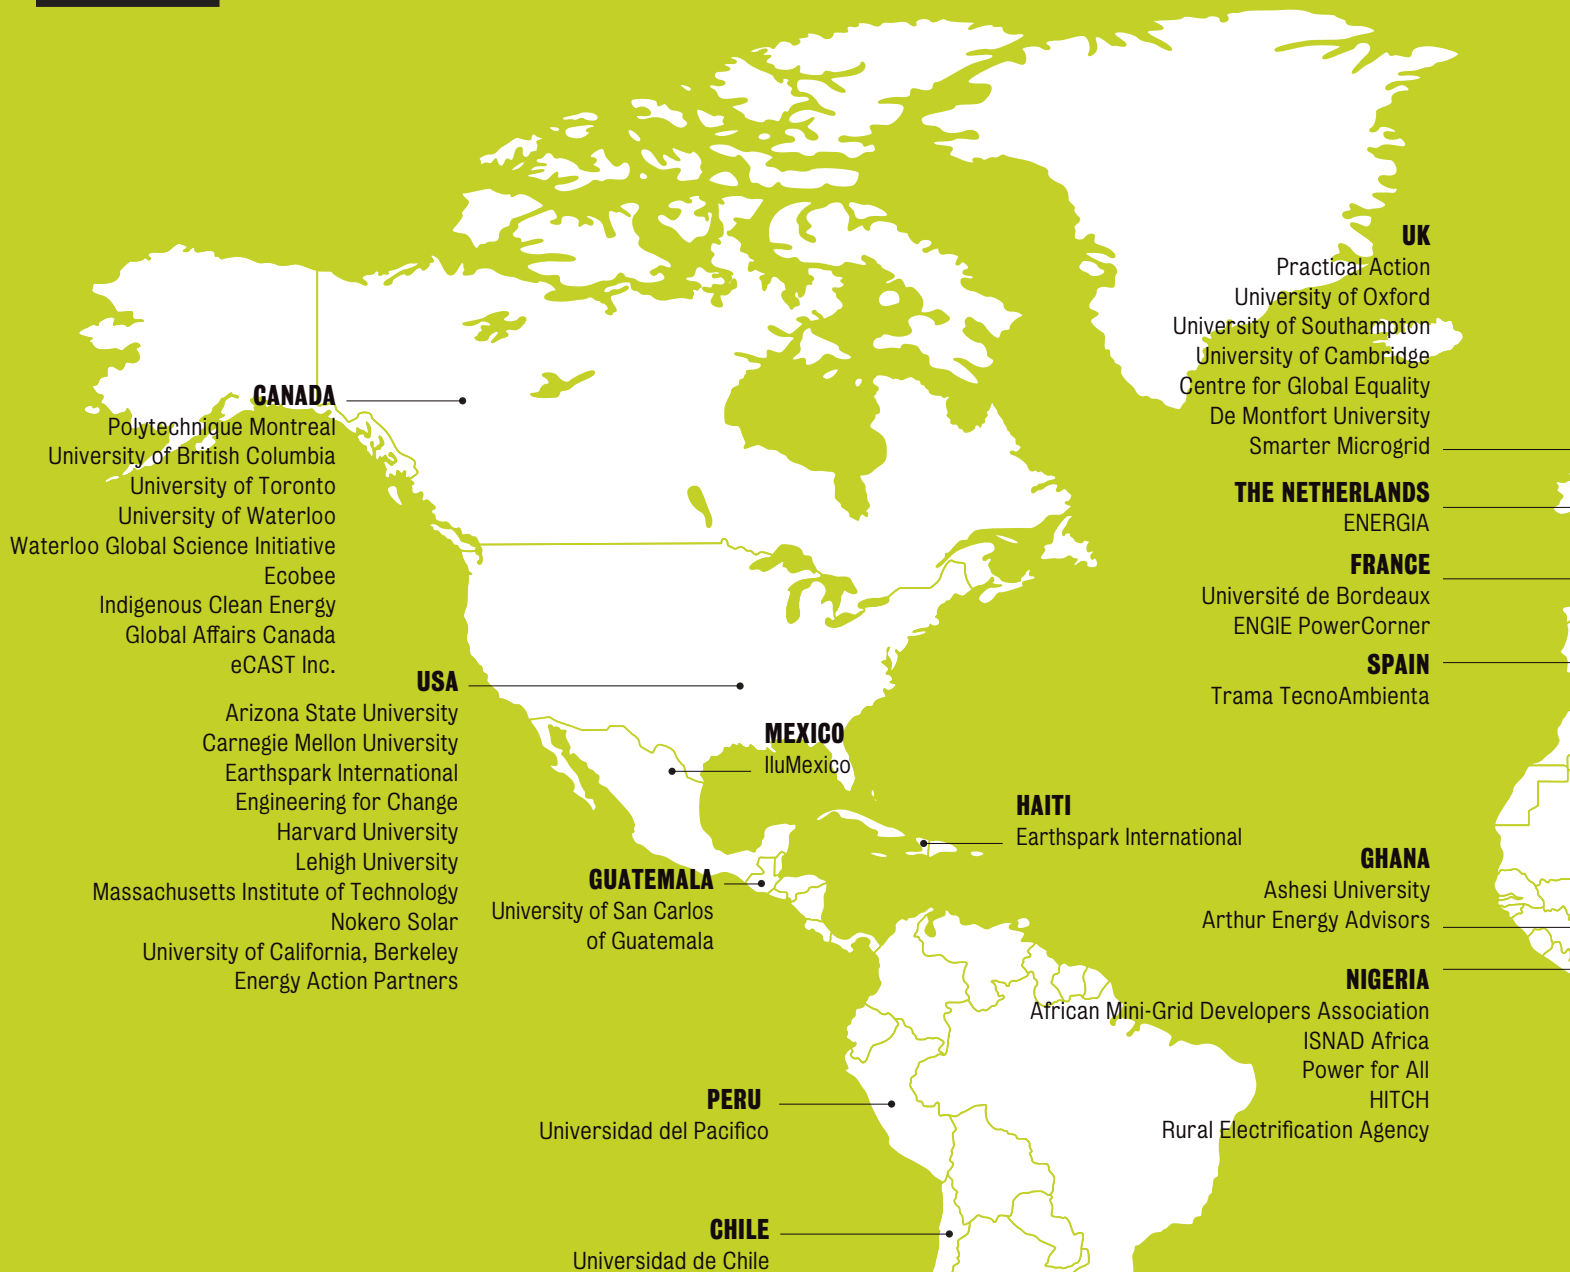 CANADA
Polytechnique Montreal
University of British Columbia
University of Toronto
University of Waterloo
Waterloo Global Science Initiative
Ecobee
Indigenous Clean Energy
Global Affairs Canada
eCAST Inc.
USA
Arizona State University
Carnegie Mellon University
Earthspark International
Engineering for Change
Harvard University
Lehigh University
Massachusetts Institute of Technology
Nokero Solar
University of California, Berkeley
Energy Action Partners
MEXICO
IluMexico
GUATEMALA
University of San Carlos
of Guatemala
HAITI
Earthspark International
PERU
Universidad del Pacifico
CHILE
Universidad de Chile
UK
Practical Action
University of Oxford
University of Southampton
University of Cambridge
Centre for Global Equality
De Montfort University
Smarter Microgrid
THE NETHERLANDS
ENERGIA
FRANCE
Université de Bordeaux
ENGIE PowerCorner
SPAIN
Trama TecnoAmbienta
GHANA
Ashesi University
Arthur Energy Advisors
NIGERIA
African Mini-Grid Developers Association
ISNAD Africa
Power for All
HITCH
Rural Electrification Agency